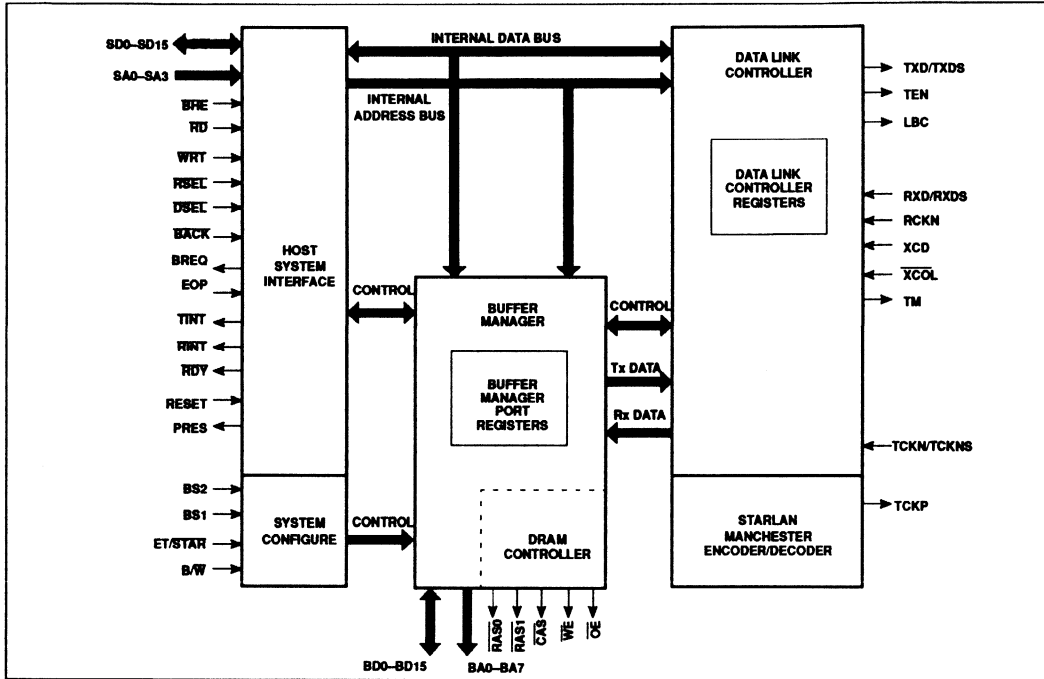 SD0–SD15
SA0–SA3
BHE
RD
WRT
RSEL
DSEL
BACK
BREQ
EOP
TINT
RINT
RDY
RESET
PRES
BS2
BS1
ET/STAR
B/W
HOST
SYSTEM
INTERFACE
SYSTEM
CONFIGURE
INTERNAL DATA BUS
INTERNAL
ADDRESS BUS
CONTROL
CONTROL
BUFFER
MANAGER
BUFFER
MANAGER
PORT
REGISTERS
DRAM
CONTROLLER
CONTROL
Tx DATA
Rx DATA
BD0–BD15
BA0–BA7
RAS0
RAS1
CAS
WE
OE
DATA LINK
CONTROLLER
DATA LINK
CONTROLLER
REGISTERS
STARLAN
MANCHESTER
ENCODER/DECODER
TXD/TXDS
TEN
LBC
RXD/RXDS
RCKN
XCD
XCOL
TM
TCKN/TCKNS
TCKP